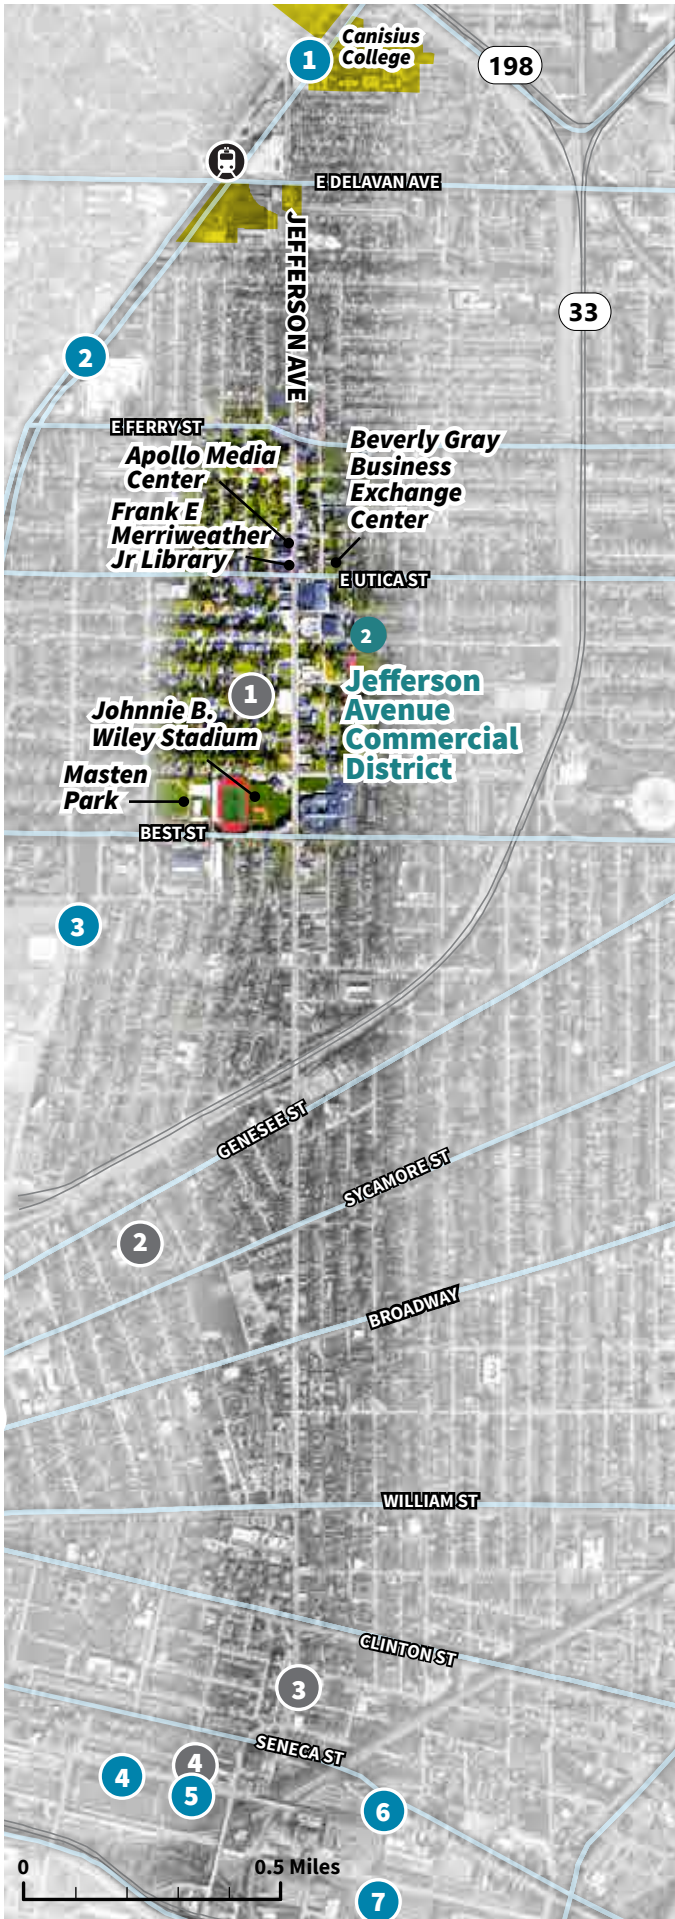 Canisius
College
1
198
E DELAVAN AVE
JEFFERSON AVE
33
2
E FERRY ST
Apollo Media
Center
Beverly Gray
Business
Exchange
Center
Frank E
Merriweather
Jr Library
E UTICA ST
2
1
Jefferson
Avenue
Commercial
District
Johnnie B.
Wiley Stadium
Masten
Park
BEST ST
3
GENESEE ST
SYCAMORE ST
2
BROADWAY
WILLIAM ST
CLINTON ST
3
SENECA ST
4
4
5
6
0
0.5 Miles
7